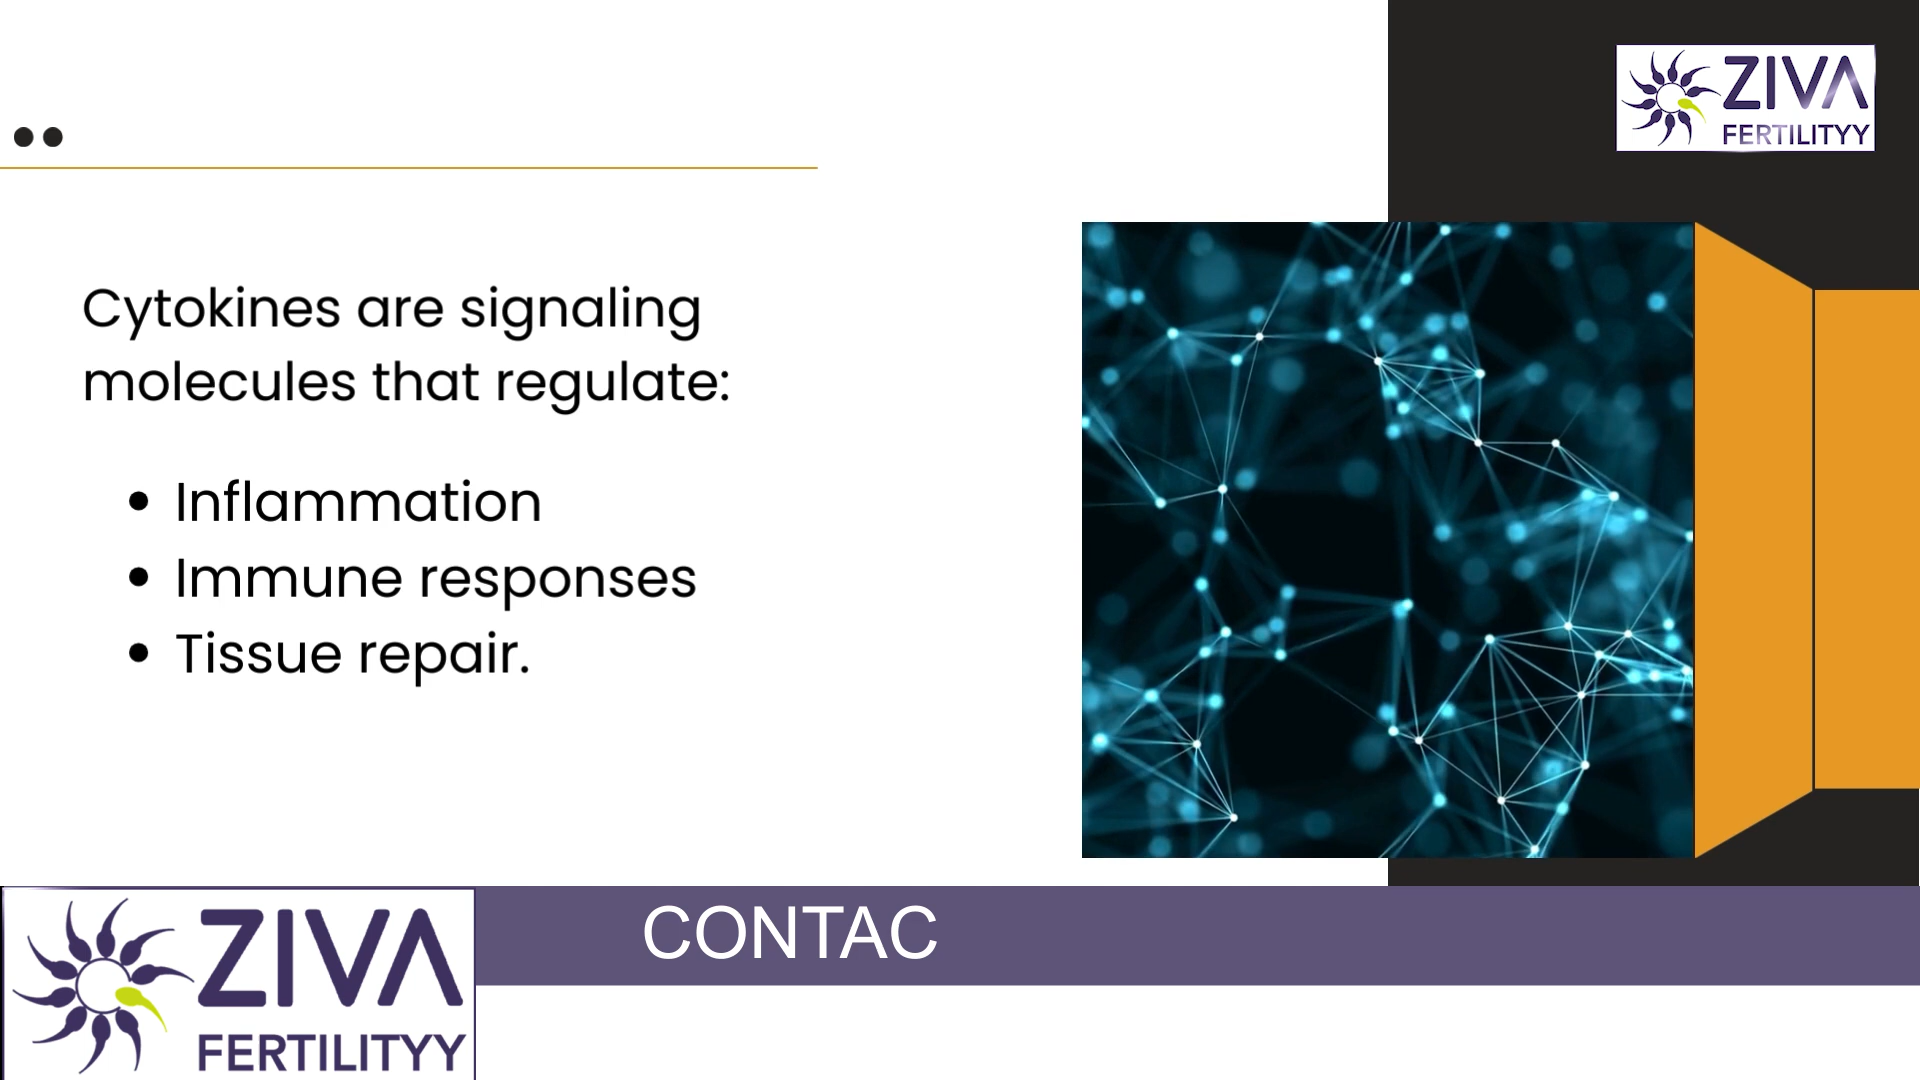 ZIVA
FERTILITYY
Cytokines are signaling
molecules that regulate:
• Inflammation
• Immune responses
• Tissue repair.
CONTAC
ZIVA
FERTILITYY